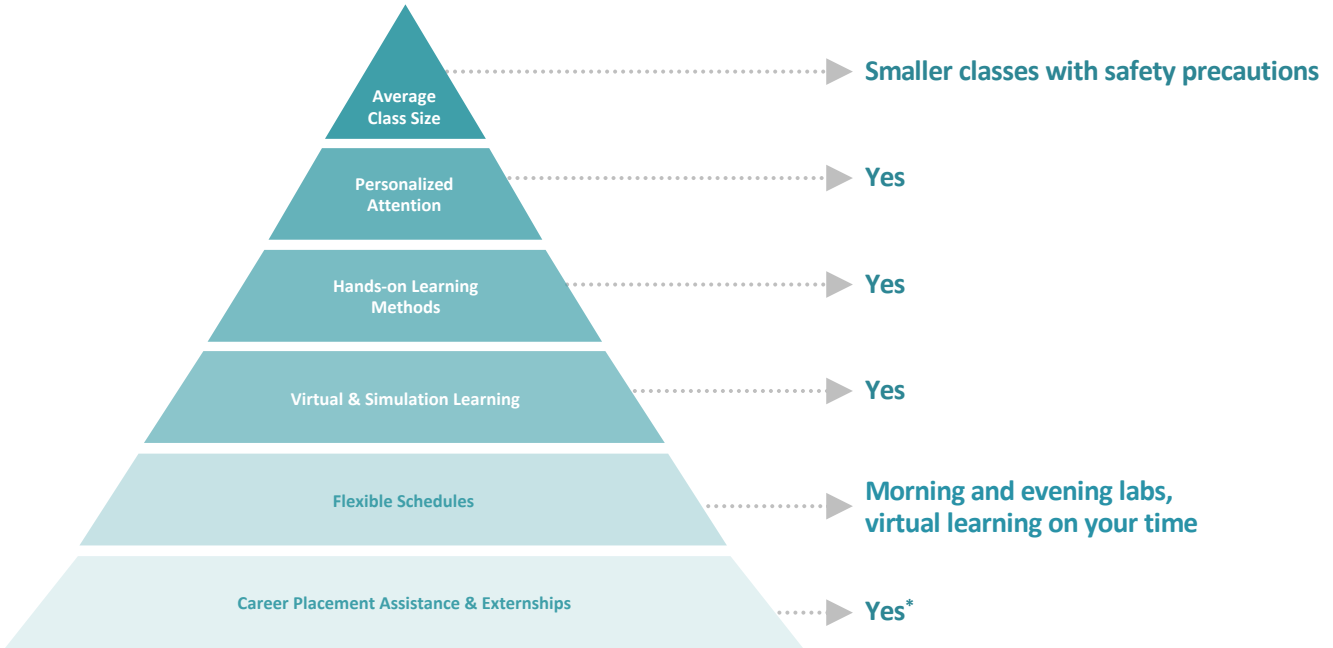 Average
Class Size
Smaller classes with safety precautions
Personalized
Attention
Yes
Hands-on Learning
Methods
Yes
Virtual & Simulation Learning
Yes
Flexible Schedules
Morning and evening labs,
virtual learning on your time
Career Placement Assistance & Externships
Yes*